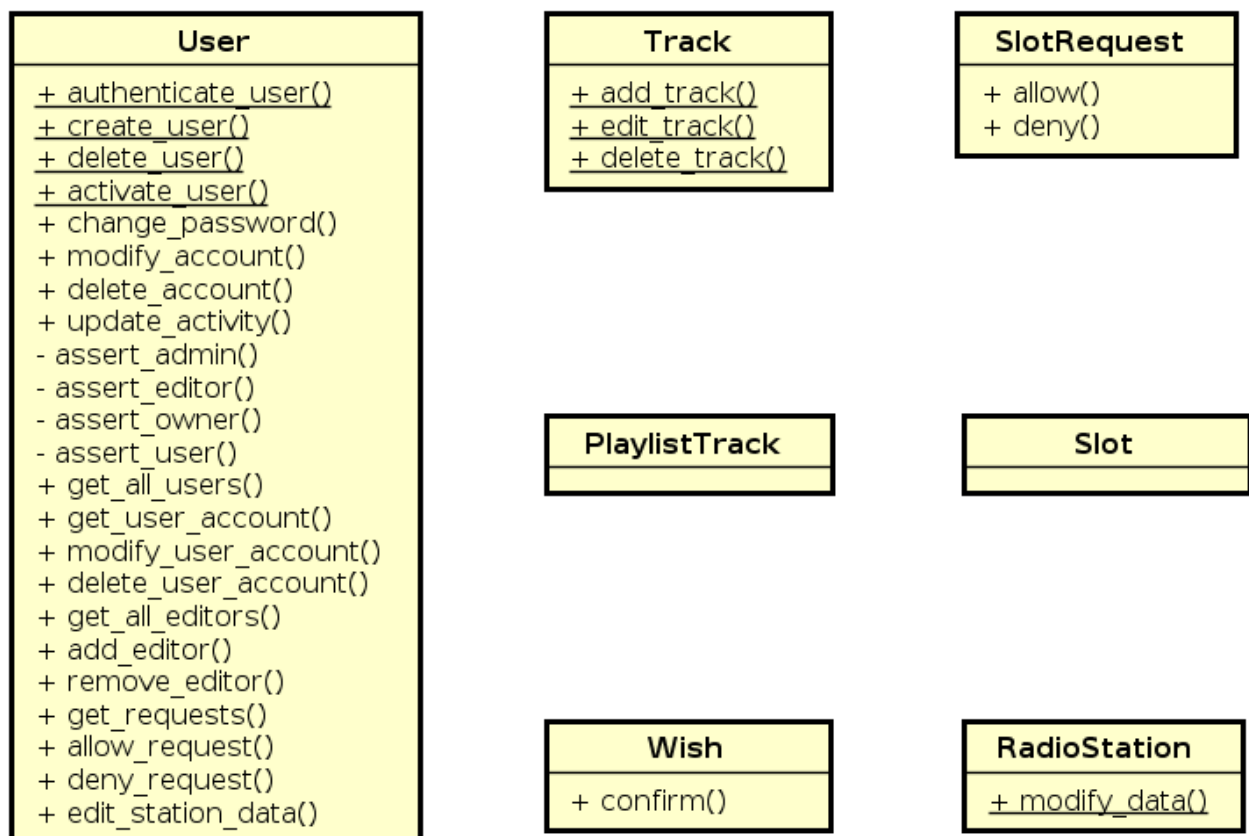 User
+ authenticate_user()
+ create_user()
+ delete_user()
+ activate_user()
+ change_password()
+ modify_account()
+ delete_account()
+ update_activity()
- assert_admin()
- assert_editor()
- assert_owner()
- assert_user()
+ get_all_users()
+ get_user_account()
+ modify_user_account()
+ delete_user_account()
+ get_all_editors()
+ add_editor()
+ remove_editor()
+ get_requests()
+ allow_request()
+ deny_request()
+ edit_station_data()
Track
+ add_track()
+ edit_track()
+ delete_track()
SlotRequest
+ allow()
+ deny()
PlaylistTrack
Slot
Wish
+ confirm()
RadioStation
+ modify_data()